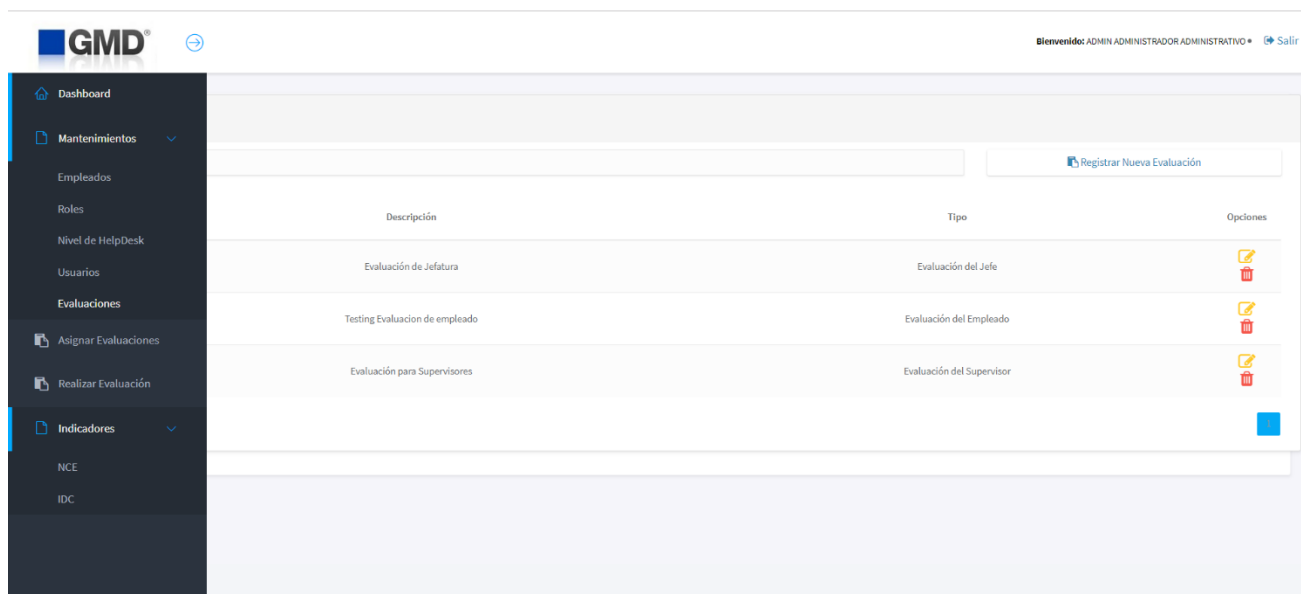 GMD®
Bienvenido: ADMIN ADMINISTRADOR ADMINISTRATIVO
Salir
Dashboard
Mantenimientos
Empleados
Roles
Nivel de HelpDesk
Usuarios
Evaluaciones
Asignar Evaluaciones
Realizar Evaluación
Indicadores
NCE
IDC
Registrar Nueva Evaluación
Descripción Tipo Opciones
Evaluación de Jefatura Evaluación del Jefe
Testing Evaluacion de empleado Evaluación del Empleado
Evaluación para Supervisores Evaluación del Supervisor
1